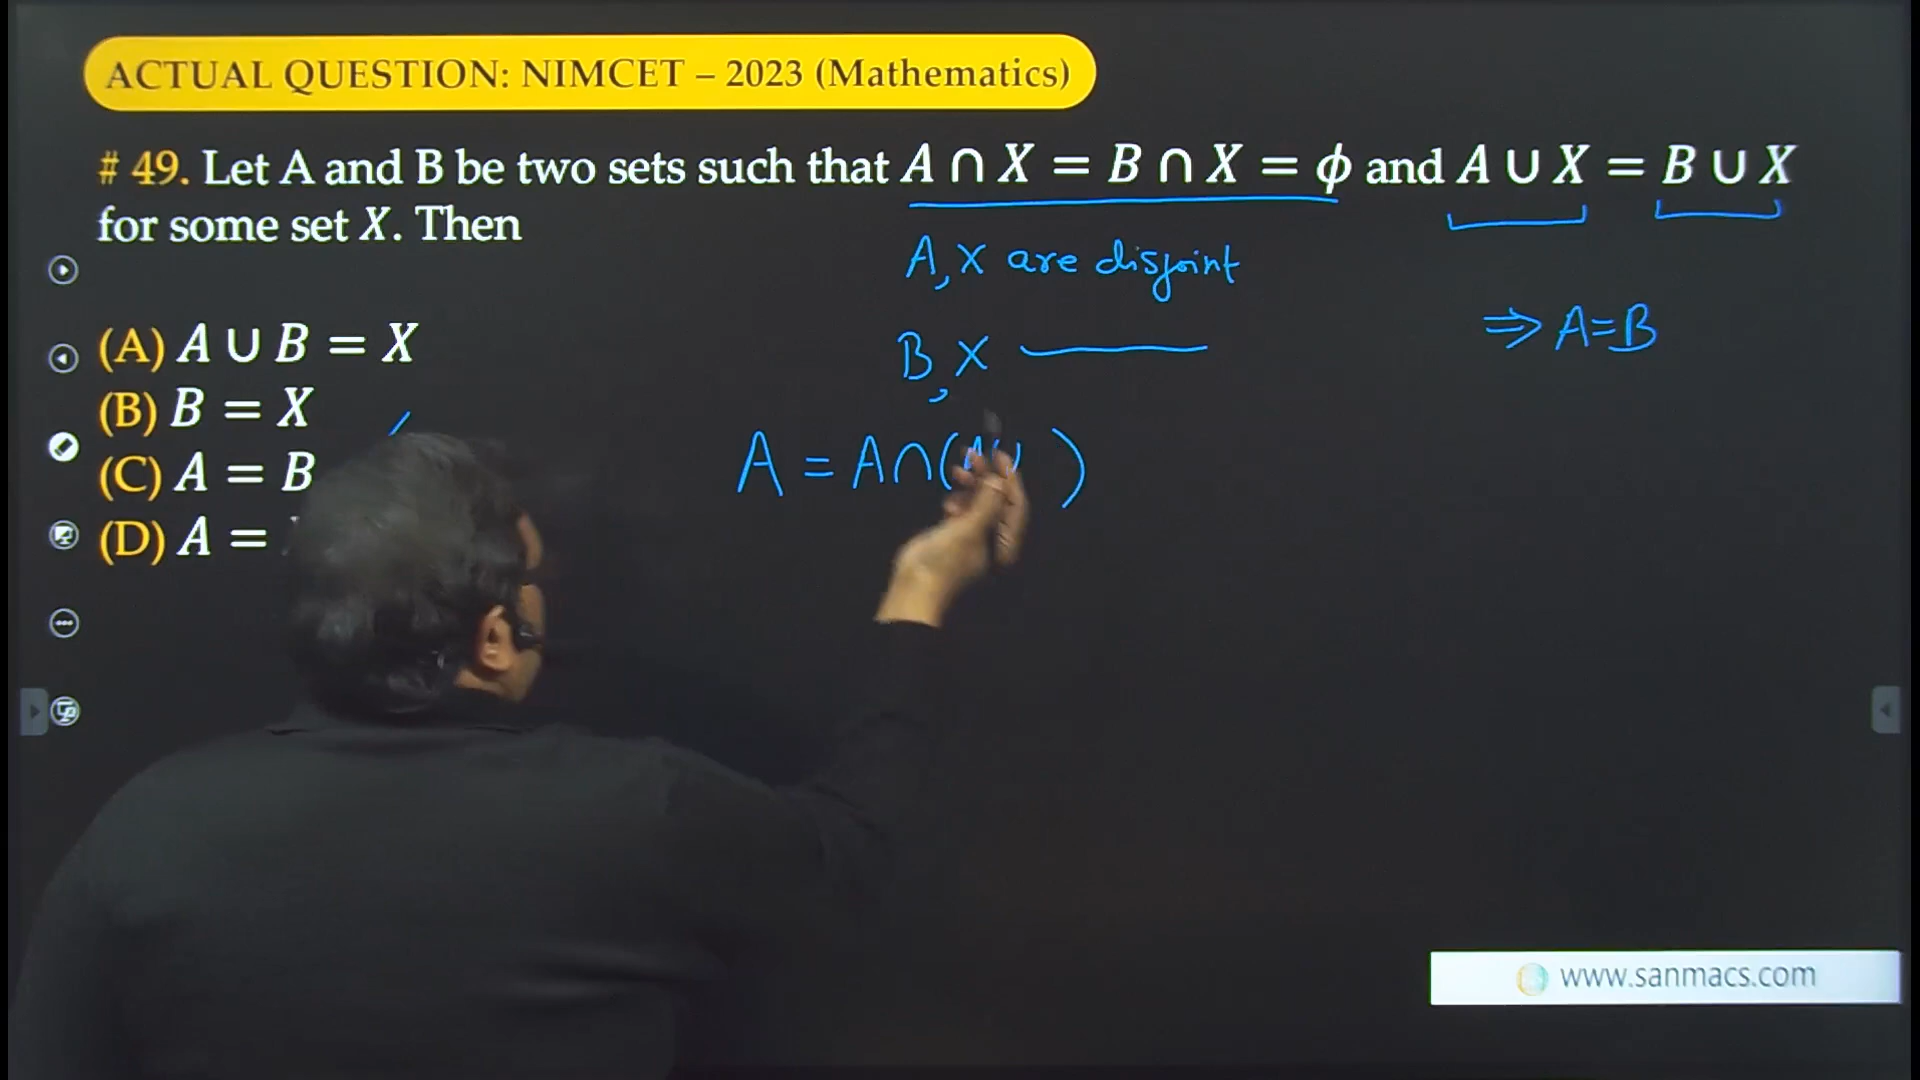 ACTUAL QUESTION: NIMCET – 2023 (Mathematics)
# 49. Let A and B be two sets such that A ∩ X = B ∩ X = ϕ and A ∪ X = B ∪ X
for some set X. Then
A, X are disjoint
⇒ A=B
B, X
(A) A ∪ B = X
(B) B = X
(C) A = B
(D) A =
A = A∩(A∪ )
www.sanmacs.com